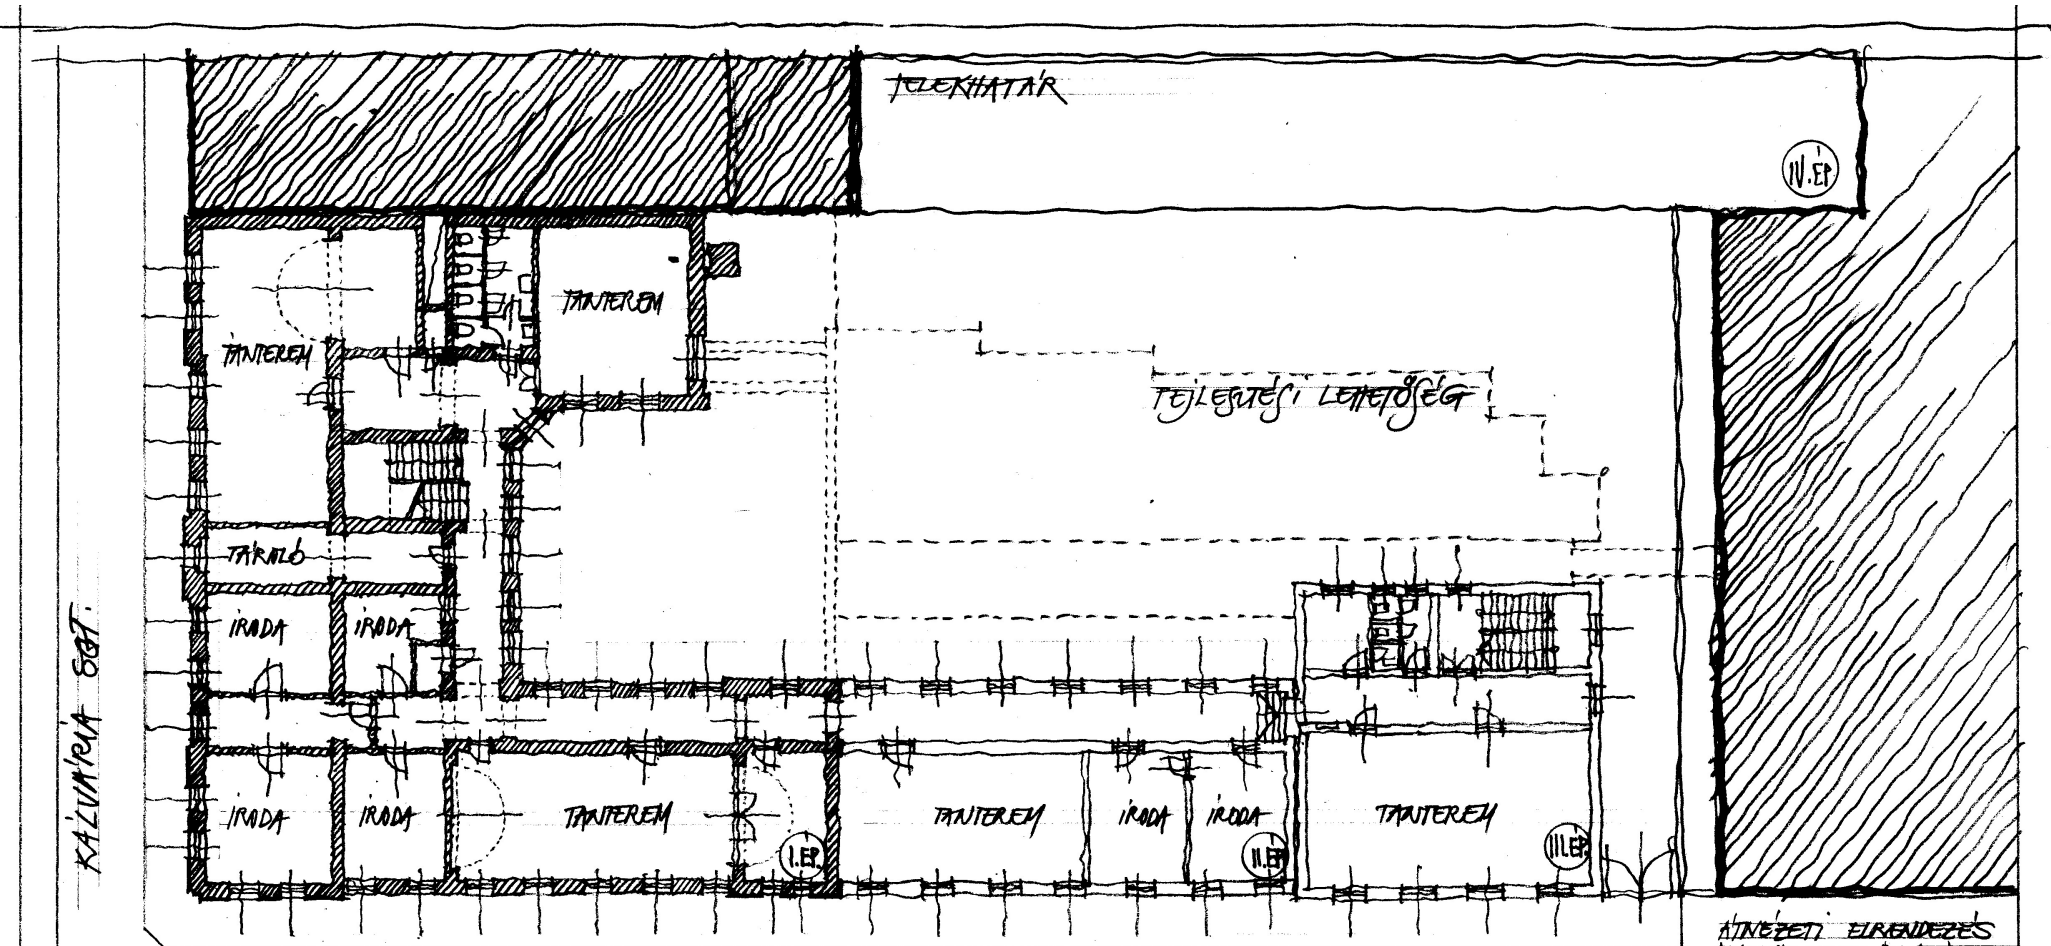 TELEKHATÁR
IV. ÉP
TANTEREM
TANTEREM
FEJLESZTÉSI LEHETŐSÉG
TÁROLÓ
IRODA IRODA
KÁLVÁRIA SGT.
IRODA IRODA TANTEREM TANTEREM IRODA IRODA TANTEREM
I. ÉP. II. ÉP III. ÉP.
ÁTNÉZETI ELRENDEZÉS